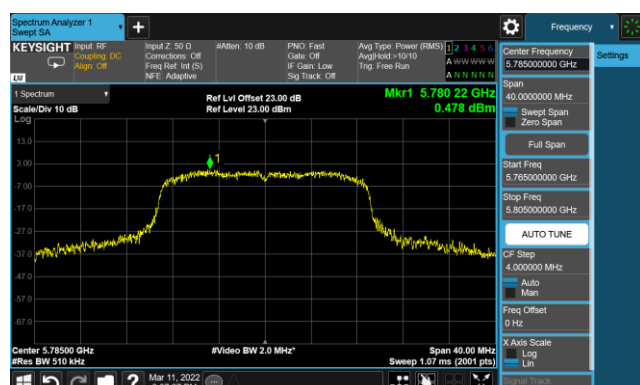 Spectrum Analyzer 1
Swept SA
Frequency
KEYSIGHT
Input: RF
Coupling: DC
Align: Off
Input Z: 50 Ω
Corrections: Off
Freq Ref: Int (S)
NFE: Adaptive
#Atten: 10 dB
PNO: Fast
Gate: Off
IF Gain: Low
Sig Track: Off
Avg Type: Power (RMS)
Avg|Hold:>10/10
Trig: Free Run
1 2 3 4 5 6
A W W W W W
A N N N N N
LXI
Center Frequency
5.785000000 GHz
Settings
Span
40.0000000 MHz
Swept Span
Zero Span
Full Span
Start Freq
5.765000000 GHz
Stop Freq
5.805000000 GHz
AUTO TUNE
CF Step
4.000000 MHz
Auto
Man
Freq Offset
0 Hz
X Axis Scale
Log
Lin
Signal Track
1 Spectrum
Scale/Div 10 dB
Log
Ref Lvl Offset 23.00 dB
Ref Level 23.00 dBm
Mkr1 5.780 22 GHz
0.478 dBm
1
13.0
3.00
-7.00
-17.0
-27.0
-37.0
-47.0
-57.0
-67.0
Center 5.78500 GHz
#Res BW 510 kHz
#Video BW 2.0 MHz*
Span 40.00 MHz
Sweep 1.07 ms (2001 pts)
?
Mar 11, 2022